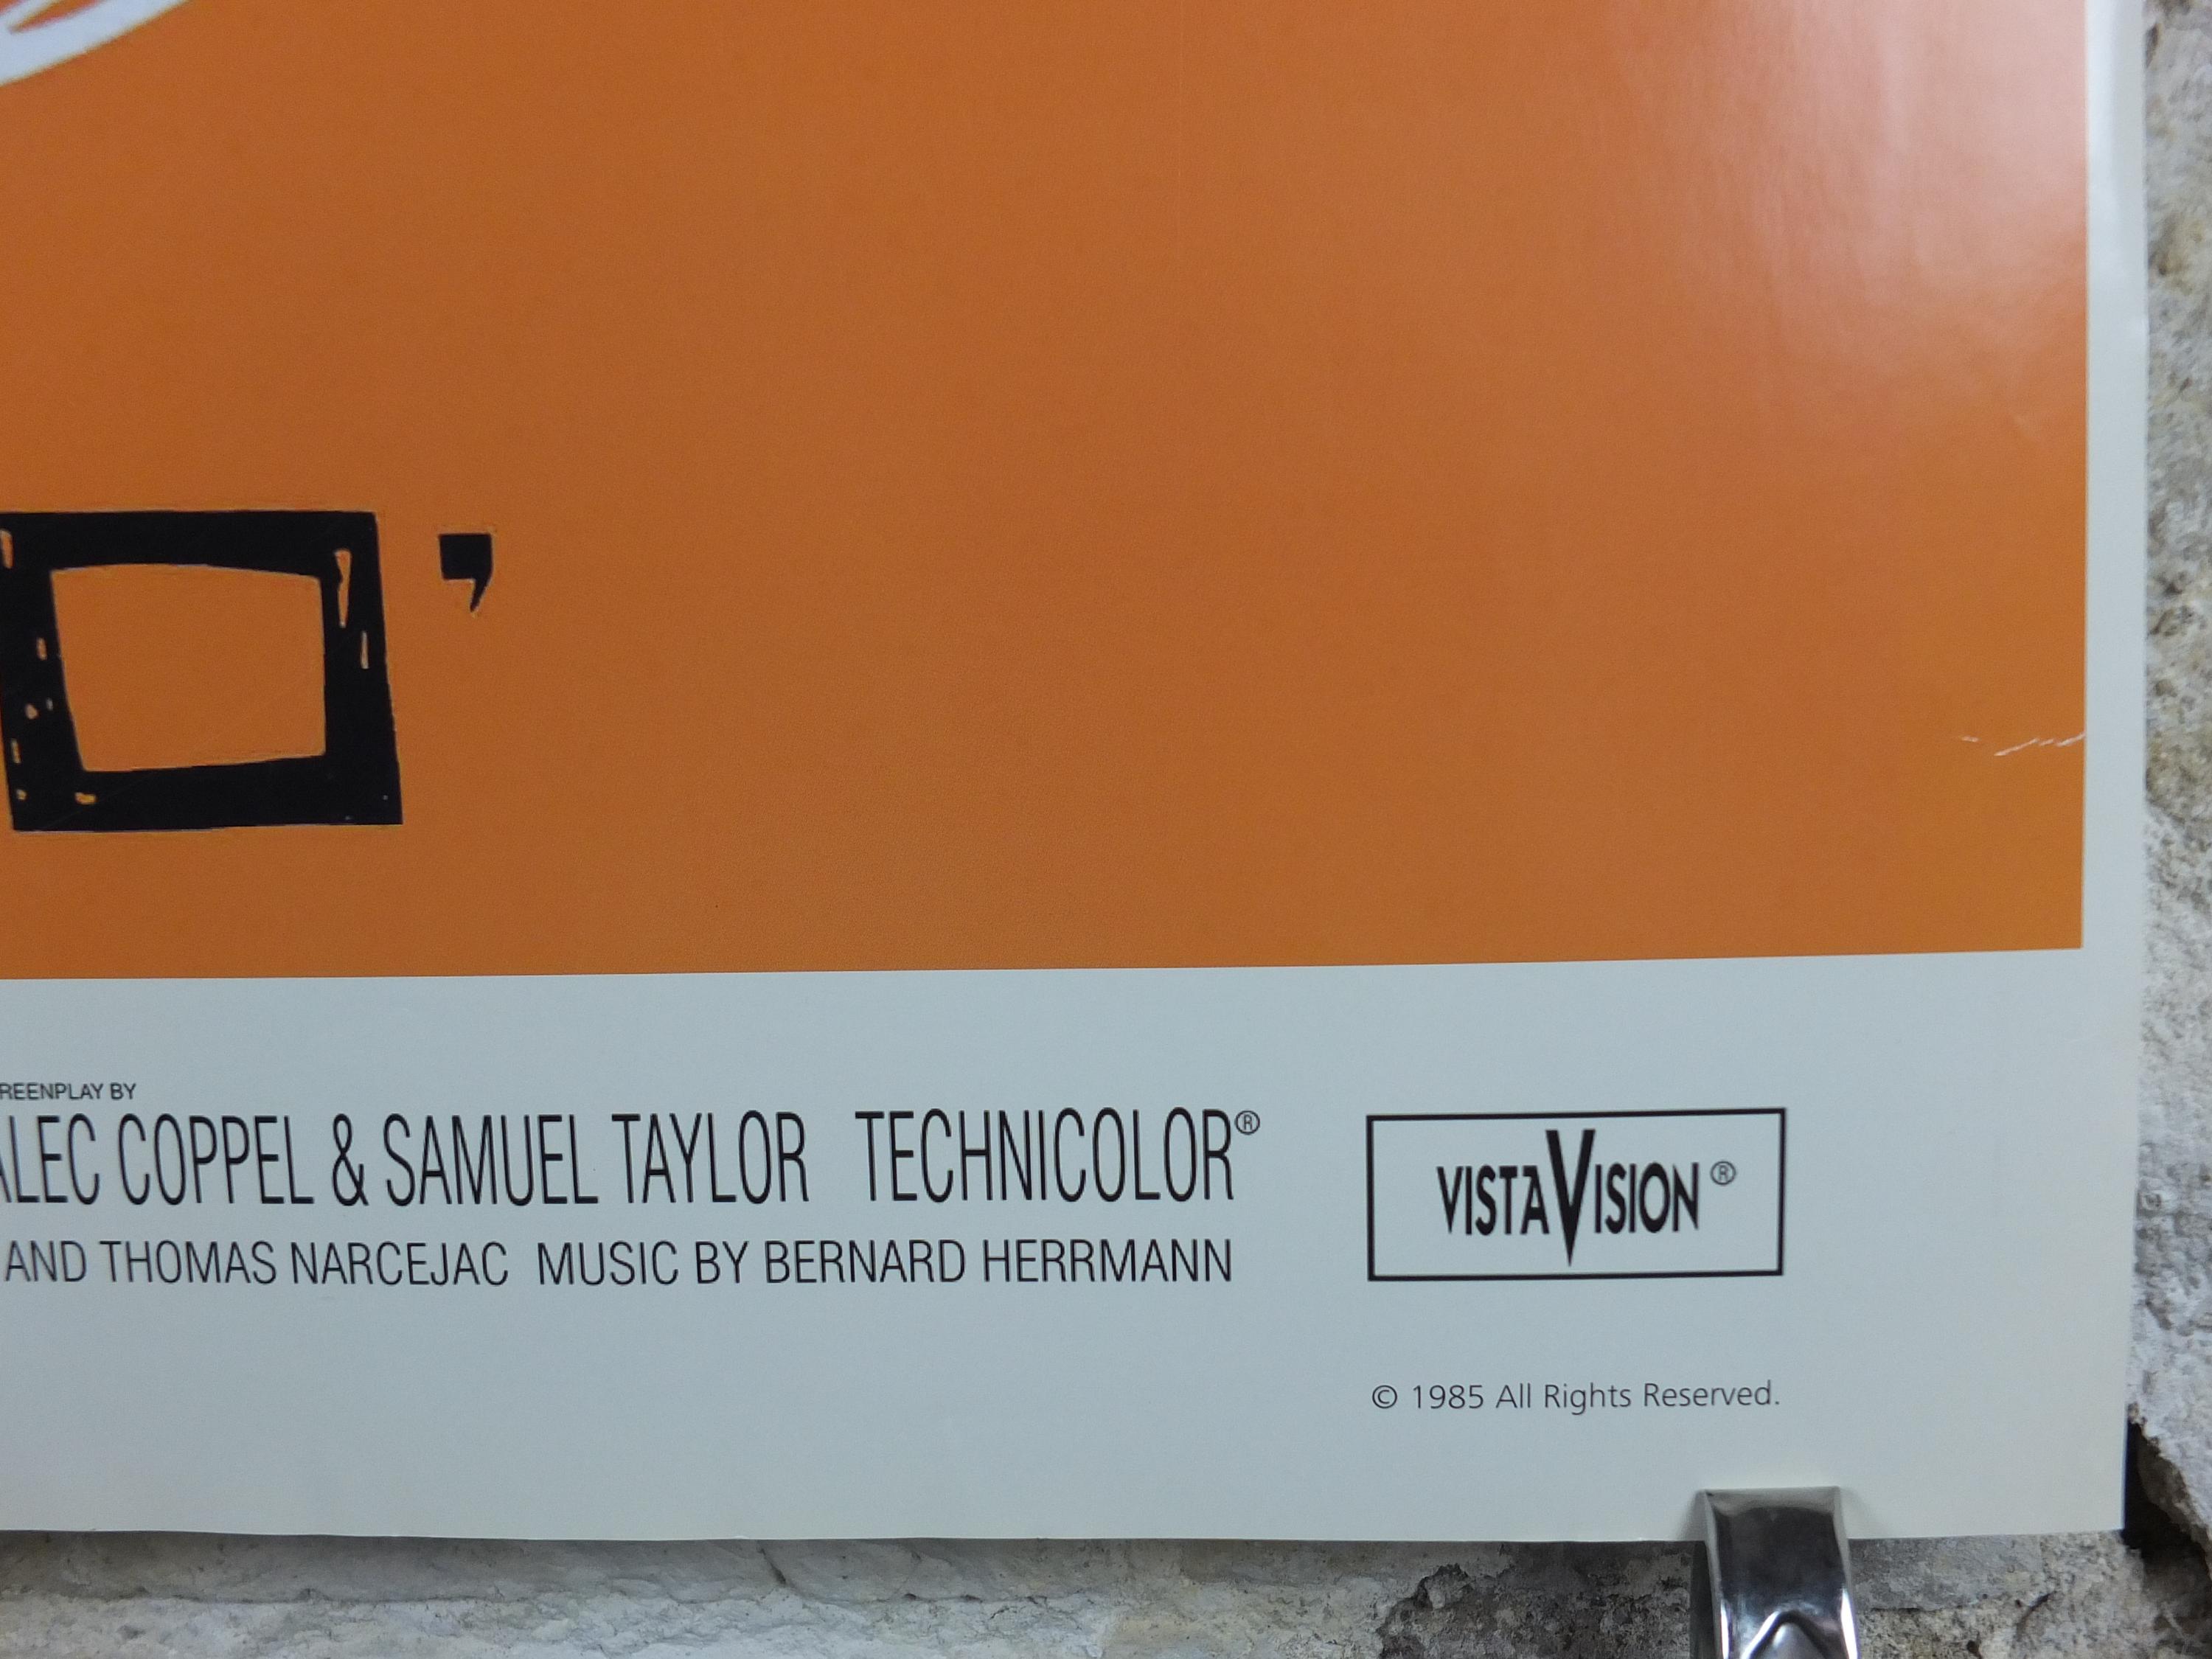 O'
REENPLAY BY
ALEC COPPEL & SAMUEL TAYLOR TECHNICOLOR®
AND THOMAS NARCEJAC MUSIC BY BERNARD HERRMANN
VISTAVISION®
© 1985 All Rights Reserved.